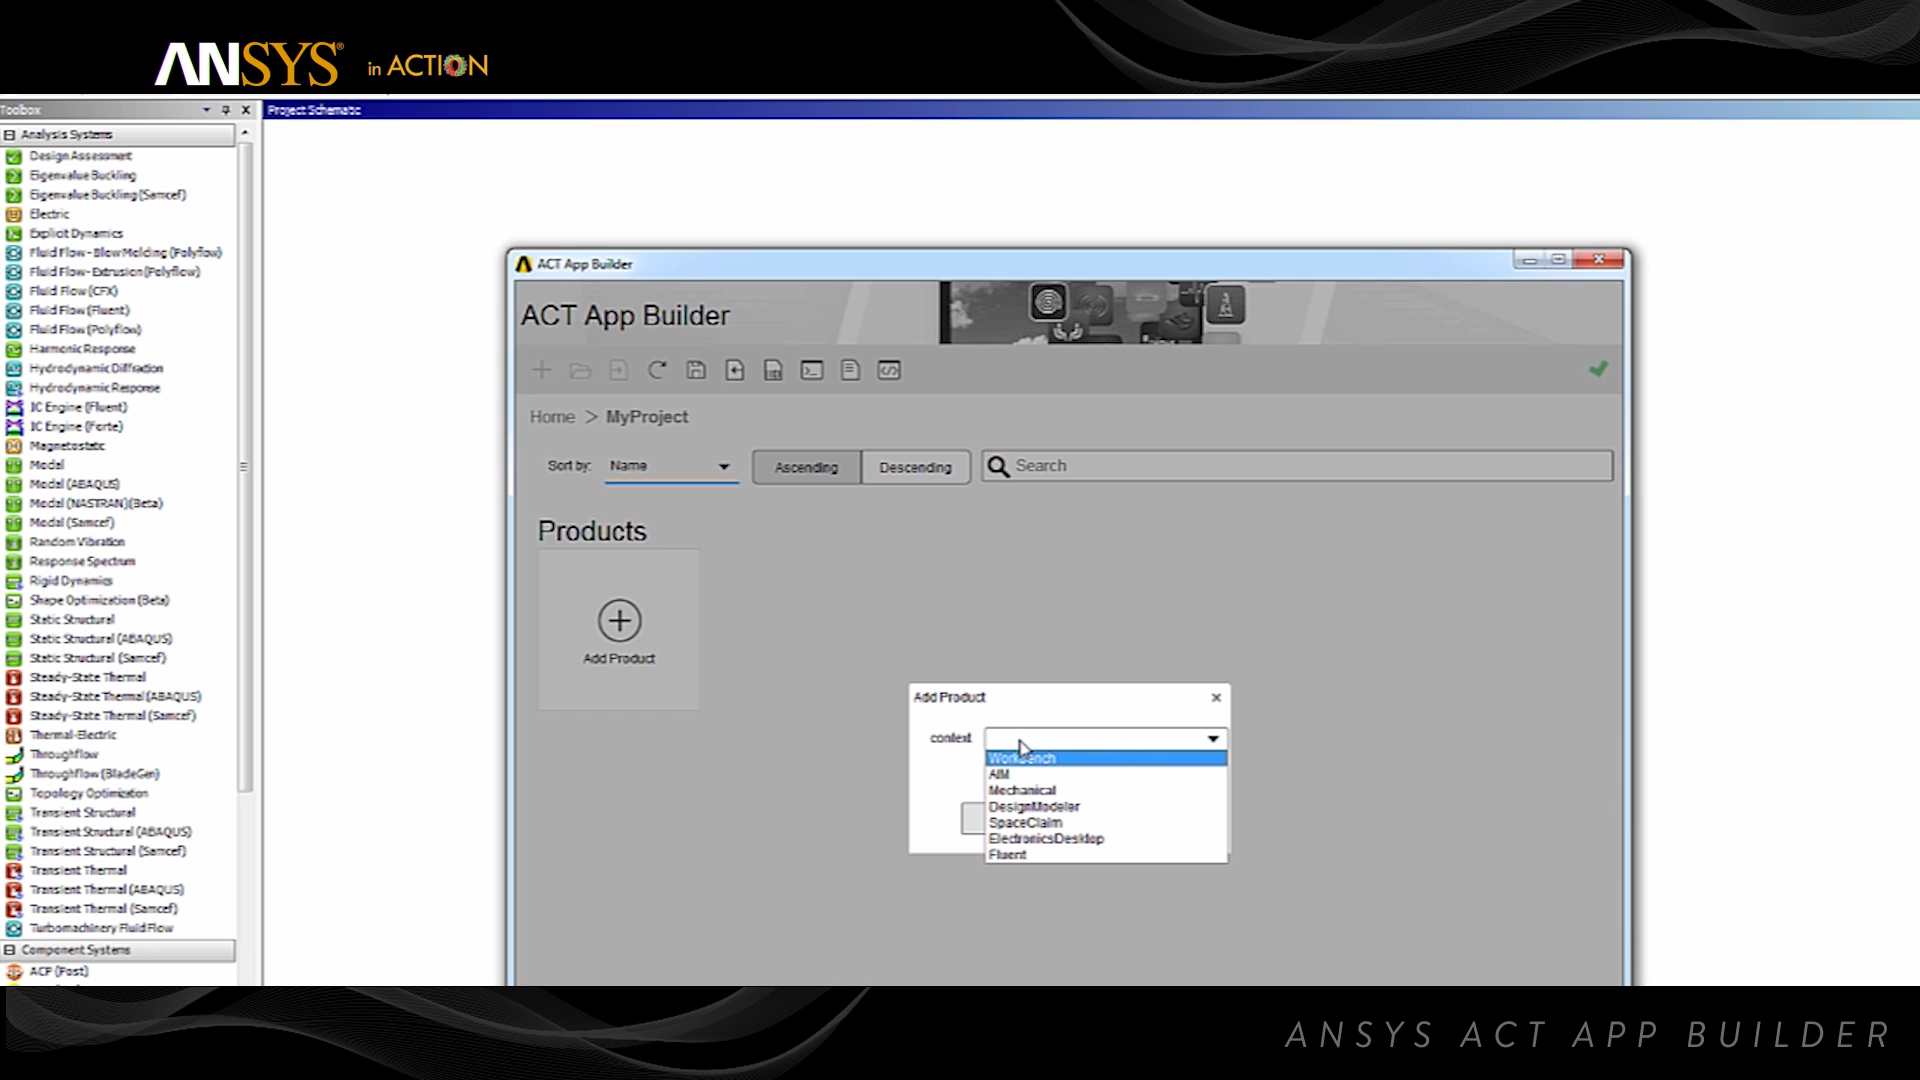 ANSYS® in ACTION
Toolbox
Project Schematic
Analysis Systems
Design Assessment
Eigenvalue Buckling
Eigenvalue Buckling (Samcef)
Electric
Explicit Dynamics
Fluid Flow - Blow Molding (Polyflow)
Fluid Flow - Extrusion (Polyflow)
Fluid Flow (CFX)
Fluid Flow (Fluent)
Fluid Flow (Polyflow)
Harmonic Response
Hydrodynamic Diffraction
Hydrodynamic Response
IC Engine (Fluent)
IC Engine (Forte)
Magnetostatic
Modal
Modal (ABAQUS)
Modal (NASTRAN) (Beta)
Modal (Samcef)
Random Vibration
Response Spectrum
Rigid Dynamics
Shape Optimization (Beta)
Static Structural
Static Structural (ABAQUS)
Static Structural (Samcef)
Steady-State Thermal
Steady-State Thermal (ABAQUS)
Steady-State Thermal (Samcef)
Thermal-Electric
Throughflow
Throughflow (BladeGen)
Topology Optimization
Transient Structural
Transient Structural (ABAQUS)
Transient Structural (Samcef)
Transient Thermal
Transient Thermal (ABAQUS)
Transient Thermal (Samcef)
Turbomachinery Fluid Flow
Component Systems
ACP (Post)
ACT App Builder
ACT App Builder
Home > MyProject
Sort by: Name Ascending Descending Search
Products
Add Product
Add Product
context
Workbench
AIM
Mechanical
DesignModeler
SpaceClaim
ElectronicsDesktop
Fluent
ANSYS ACT APP BUILDER